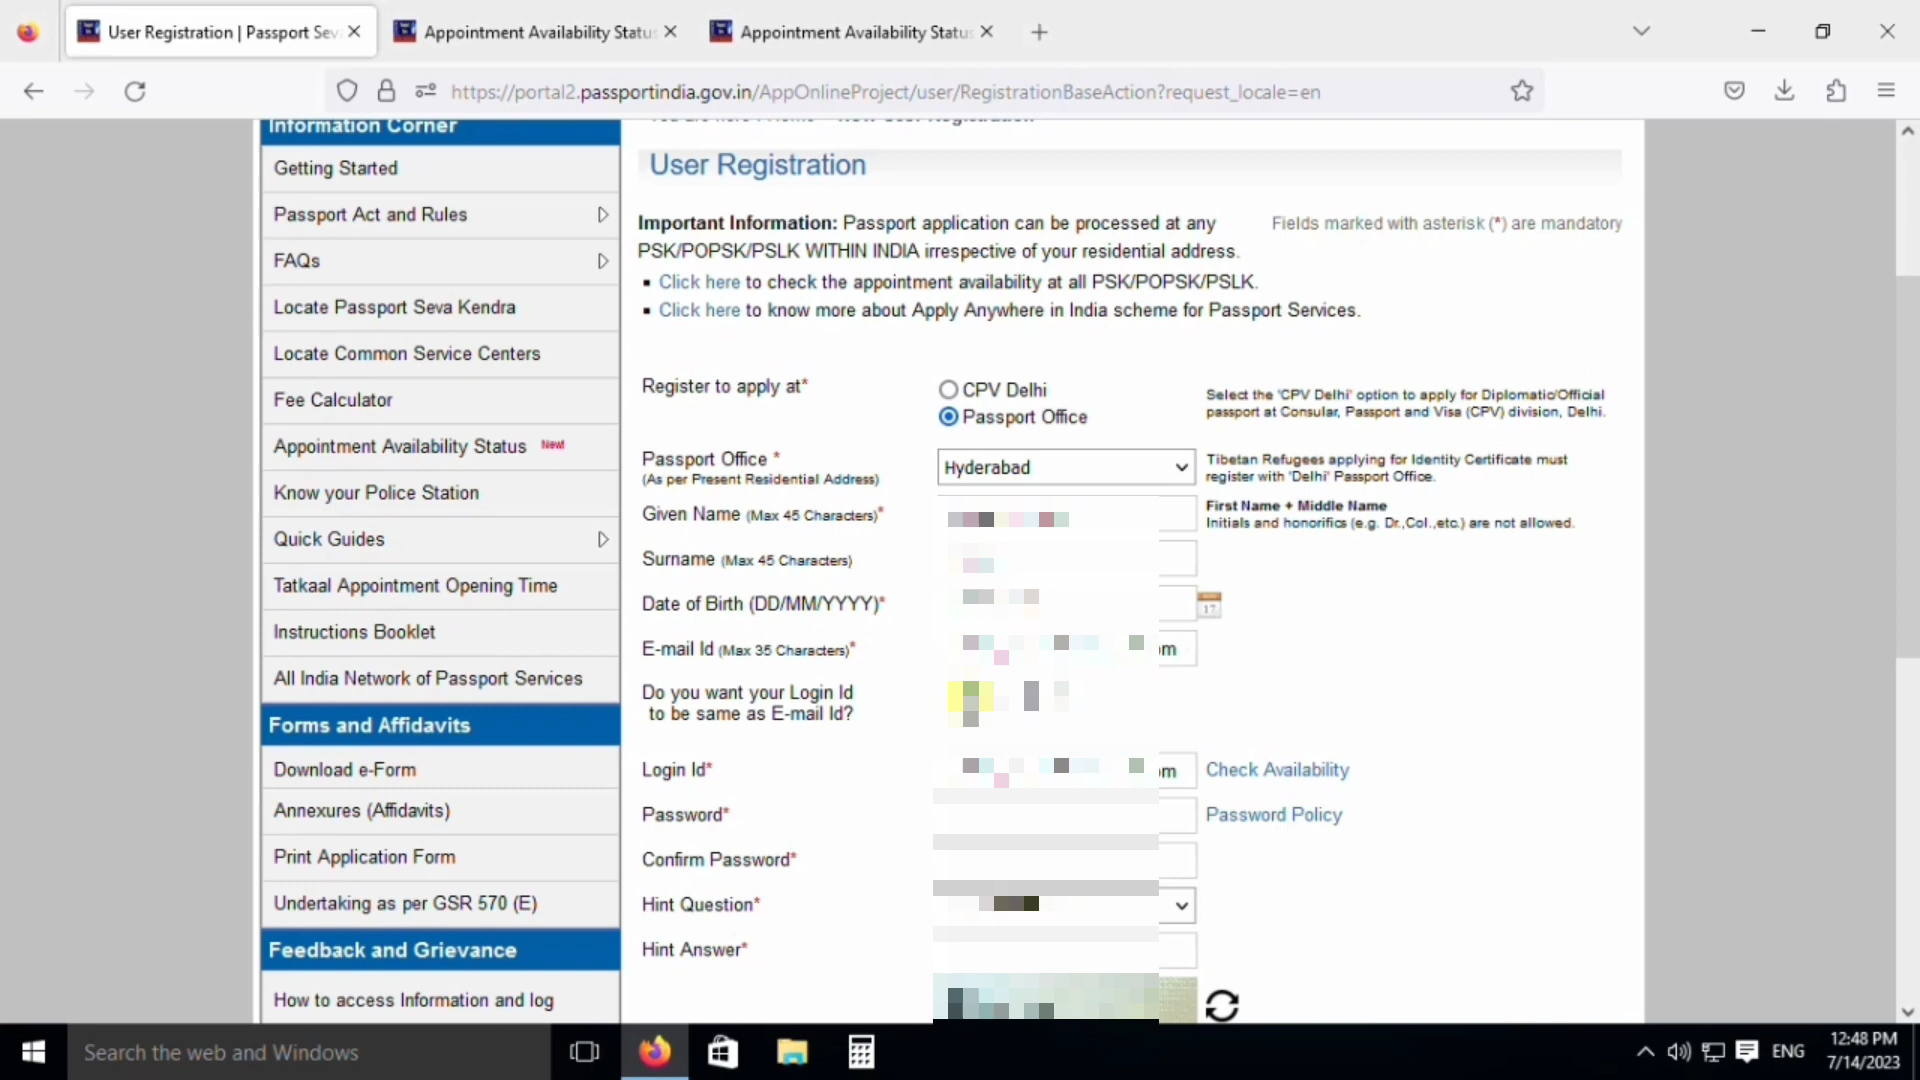 User Registration | Passport Sev
Appointment Availability Statu
Appointment Availability Statu
https://portal2.passportindia.gov.in/AppOnlineProject/user/RegistrationBaseAction?request_locale=en
Information Corner
Getting Started
Passport Act and Rules
FAQs
Locate Passport Seva Kendra
Locate Common Service Centers
Fee Calculator
Appointment Availability Status New!
Know your Police Station
Quick Guides
Tatkaal Appointment Opening Time
Instructions Booklet
All India Network of Passport Services
Forms and Affidavits
Download e-Form
Annexures (Affidavits)
Print Application Form
Undertaking as per GSR 570 (E)
Feedback and Grievance
How to access Information and log
User Registration
Important Information: Passport application can be processed at any
PSK/POPSK/PSLK WITHIN INDIA irrespective of your residential address.
Fields marked with asterisk (*) are mandatory
▪ Click here to check the appointment availability at all PSK/POPSK/PSLK.
▪ Click here to know more about Apply Anywhere in India scheme for Passport Services.
Register to apply at*
CPV Delhi
Passport Office
Select the 'CPV Delhi' option to apply for Diplomatic/Official
passport at Consular, Passport and Visa (CPV) division, Delhi.
Passport Office *
(As per Present Residential Address)
Hyderabad
Tibetan Refugees applying for Identity Certificate must
register with 'Delhi' Passport Office.
Given Name (Max 45 Characters)*
First Name + Middle Name
Initials and honorifics (e.g. Dr.,Col.,etc.) are not allowed.
Surname (Max 45 Characters)
Date of Birth (DD/MM/YYYY)*
17
E-mail Id (Max 35 Characters)*
om
Do you want your Login Id
to be same as E-mail Id?
Login Id*
om
Check Availability
Password*
Password Policy
Confirm Password*
Hint Question*
Hint Answer*
Search the web and Windows
ENG
12:48 PM
7/14/2023